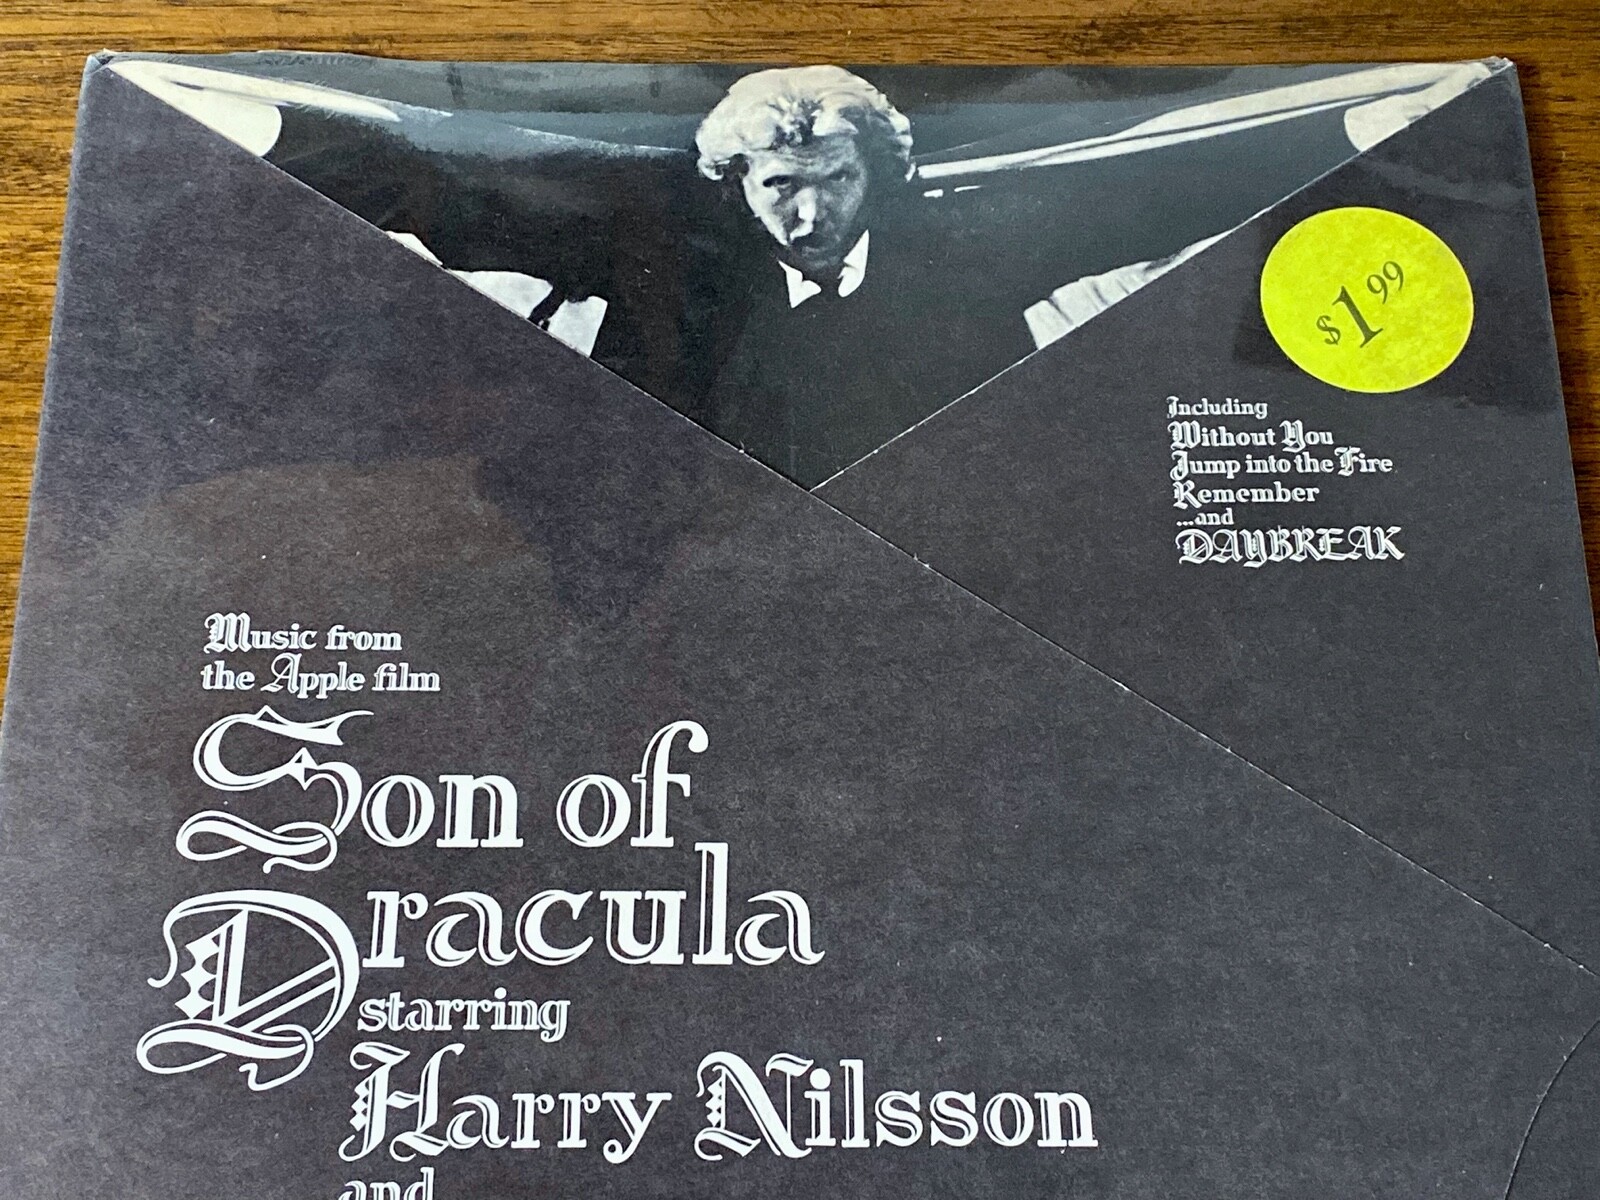 $1.99
Including
Without You
Jump into the Fire
Remember
...and
DAYBREAK
Music from
the Apple film
Son of
Dracula
starring
Harry Nilsson
and